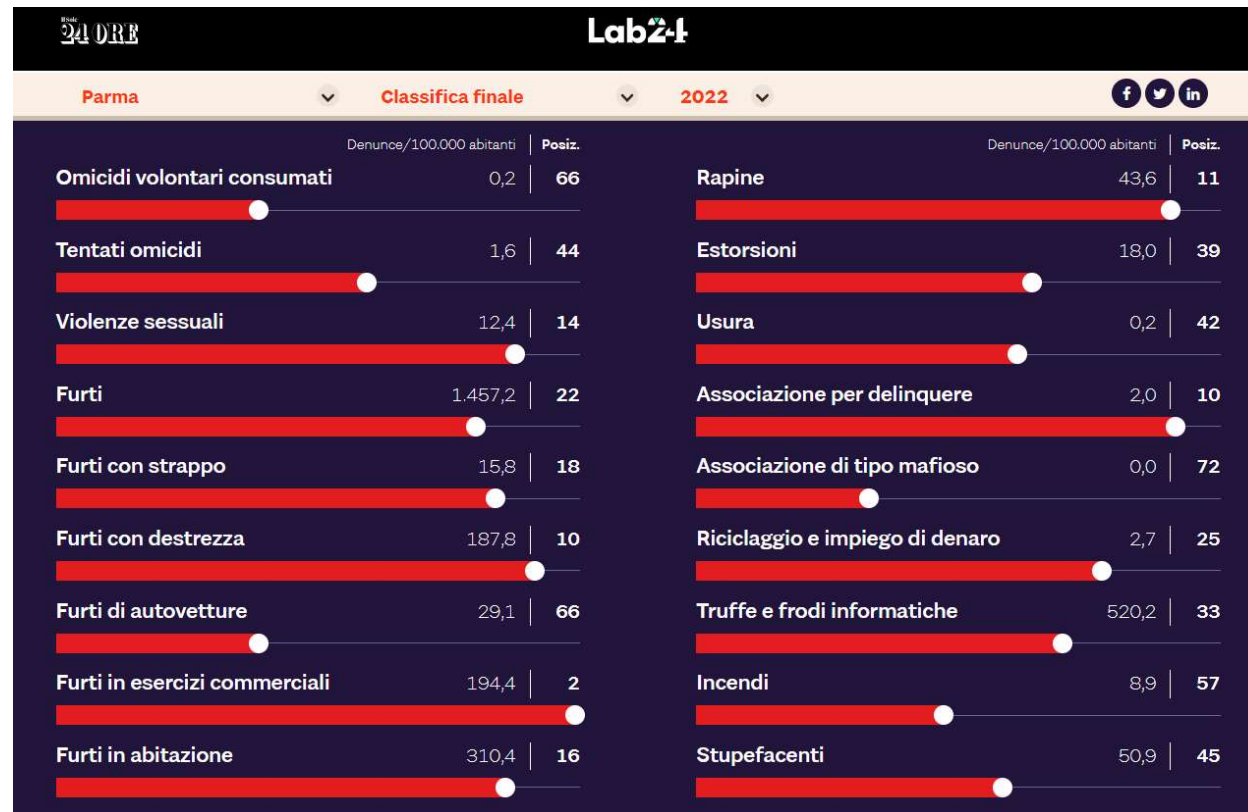 Il Sole
24 ORE
Lab24
Parma
Classifica finale
2022
Denunce/100.000 abitanti Posiz.
Omicidi volontari consumati 0,2 66
Tentati omicidi 1,6 44
Violenze sessuali 12,4 14
Furti 1.457,2 22
Furti con strappo 15,8 18
Furti con destrezza 187,8 10
Furti di autovetture 29,1 66
Furti in esercizi commerciali 194,4 2
Furti in abitazione 310,4 16
Denunce/100.000 abitanti Posiz.
Rapine 43,6 11
Estorsioni 18,0 39
Usura 0,2 42
Associazione per delinquere 2,0 10
Associazione di tipo mafioso 0,0 72
Riciclaggio e impiego di denaro 2,7 25
Truffe e frodi informatiche 520,2 33
Incendi 8,9 57
Stupefacenti 50,9 45